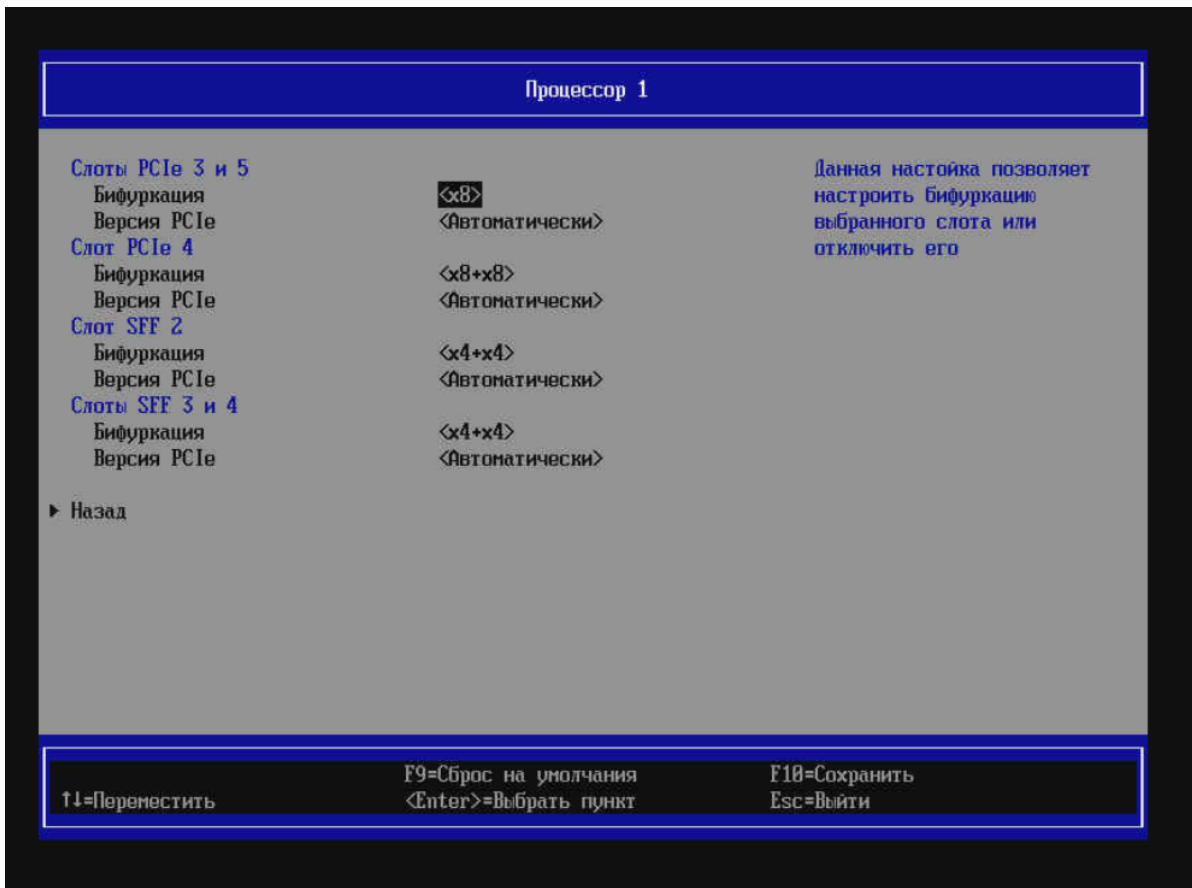 Процессор 1
Слоты PCIe 3 и 5
Бифуркация <x8>
Версия PCIe <Автоматически>
Слот PCIe 4
Бифуркация <x8+x8>
Версия PCIe <Автоматически>
Слот SFF 2
Бифуркация <x4+x4>
Версия PCIe <Автоматически>
Слоты SFF 3 и 4
Бифуркация <x4+x4>
Версия PCIe <Автоматически>
Назад
Данная настойка позволяет
настроить бифуркацию
выбранного слота или
отключить его
F9=Сброс на умолчания F10=Сохранить
↑↓=Переместить <Enter>=Выбрать пункт Esc=Выйти